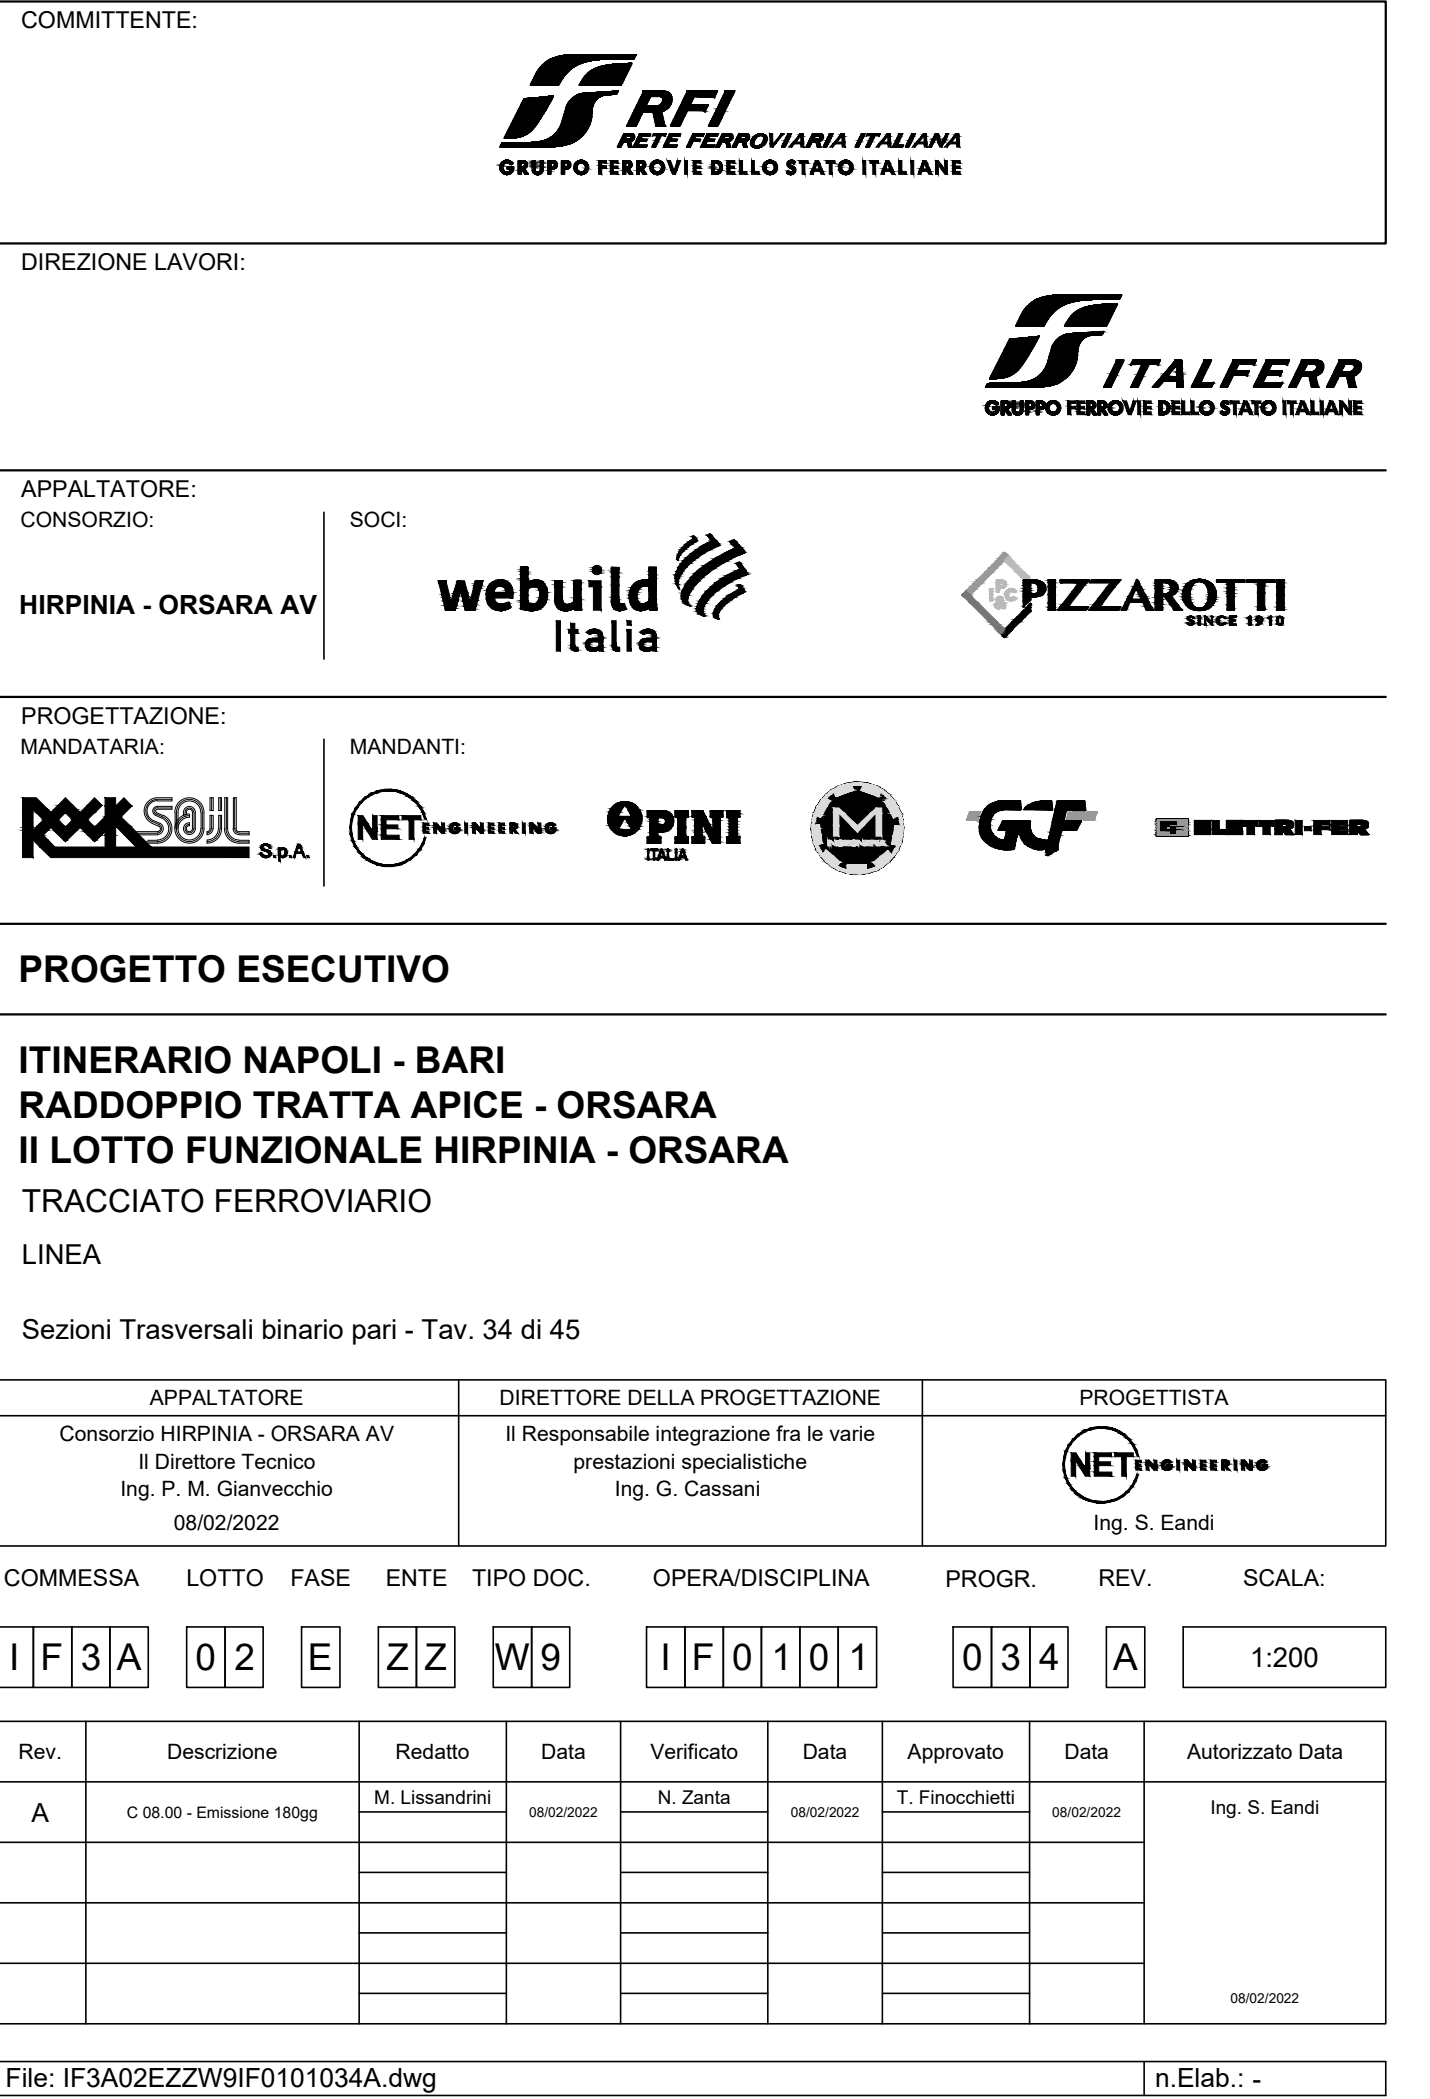 COMMITTENTE:
RFI
RETE FERROVIARIA ITALIANA
GRUPPO FERROVIE DELLO STATO ITALIANE
DIREZIONE LAVORI:
ITALFERR
GRUPPO FERROVIE DELLO STATO ITALIANE
APPALTATORE:
CONSORZIO: SOCI:
HIRPINIA - ORSARA AV
webuild
Italia
PIZZAROTTI
SINCE 1910
PROGETTAZIONE:
MANDATARIA: MANDANTI:
ROCKSOIL S.p.A.
NET ENGINEERING
PINI
ITALIA
M
GCF
ELETTRI-FER
PROGETTO ESECUTIVO
ITINERARIO NAPOLI - BARI
RADDOPPIO TRATTA APICE - ORSARA
II LOTTO FUNZIONALE HIRPINIA - ORSARA
TRACCIATO FERROVIARIO
LINEA
Sezioni Trasversali binario pari - Tav. 34 di 45
APPALTATORE DIRETTORE DELLA PROGETTAZIONE PROGETTISTA
Consorzio HIRPINIA - ORSARA AV
Il Direttore Tecnico
Ing. P. M. Gianvecchio
08/02/2022
Il Responsabile integrazione fra le varie
prestazioni specialistiche
Ing. G. Cassani
NET ENGINEERING
Ing. S. Eandi
COMMESSA LOTTO FASE ENTE TIPO DOC. OPERA/DISCIPLINA PROGR. REV. SCALA:
I F 3 A 0 2 E Z Z W 9 I F 0 1 0 1 0 3 4 A 1:200
Rev. Descrizione Redatto Data Verificato Data Approvato Data Autorizzato Data
A C 08.00 - Emissione 180gg M. Lissandrini 08/02/2022 N. Zanta 08/02/2022 T. Finocchietti 08/02/2022 Ing. S. Eandi
08/02/2022
File: IF3A02EZZW9IF0101034A.dwg n.Elab.: -